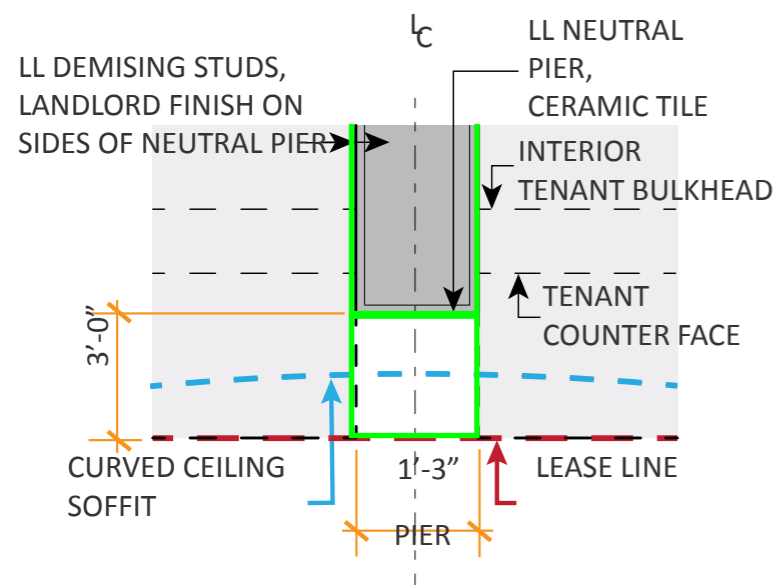 ℄
LL DEMISING STUDS,
LANDLORD FINISH ON
SIDES OF NEUTRAL PIER
LL NEUTRAL
PIER,
CERAMIC TILE
INTERIOR
TENANT BULKHEAD
TENANT
COUNTER FACE
3’-0”
CURVED CEILING
SOFFIT
1’-3”
PIER
LEASE LINE